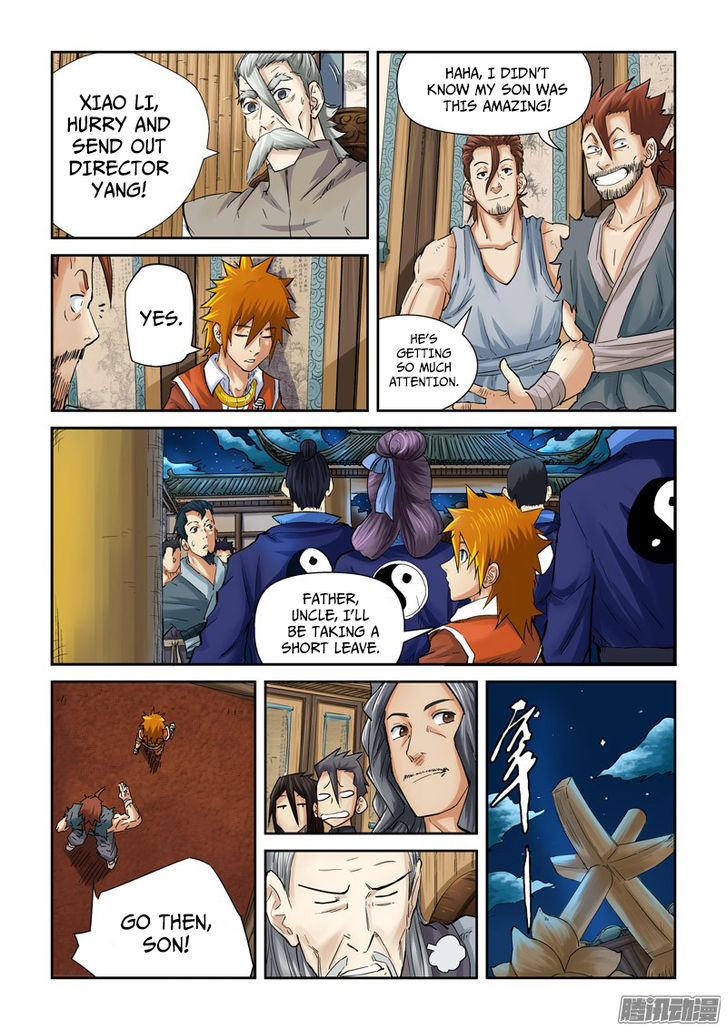 XIAO LI,
HURRY AND
SEND OUT
DIRECTOR
YANG!
HAHA, I DIDN'T
KNOW MY SON WAS
THIS AMAZING!
HE'S
GETTING
SO MUCH
ATTENTION.
YES.
FATHER,
UNCLE, I'LL
BE TAKING A
SHORT LEAVE.
GO THEN,
SON!
腾讯动漫